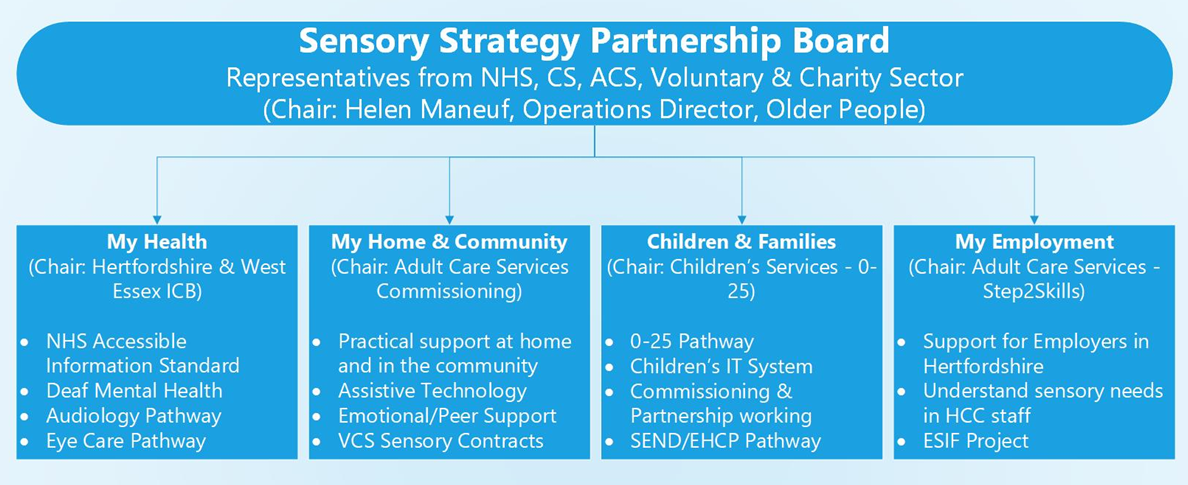 Sensory Strategy Partnership Board
Representatives from NHS, CS, ACS, Voluntary & Charity Sector
(Chair: Helen Maneuf, Operations Director, Older People)
My Health
(Chair: Hertfordshire & West
Essex ICB)
• NHS Accessible
Information Standard
• Deaf Mental Health
• Audiology Pathway
• Eye Care Pathway
My Home & Community
(Chair: Adult Care Services
Commissioning)
• Practical support at home
and in the community
• Assistive Technology
• Emotional/Peer Support
• VCS Sensory Contracts
Children & Families
(Chair: Children’s Services - 0-
25)
• 0-25 Pathway
• Children’s IT System
• Commissioning &
Partnership working
• SEND/EHCP Pathway
My Employment
(Chair: Adult Care Services -
Step2Skills)
• Support for Employers in
Hertfordshire
• Understand sensory needs
in HCC staff
• ESIF Project